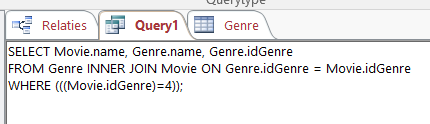 Querytype
Relaties Query1 Genre
SELECT Movie.name, Genre.name, Genre.idGenre
FROM Genre INNER JOIN Movie ON Genre.idGenre = Movie.idGenre
WHERE (((Movie.idGenre)=4));